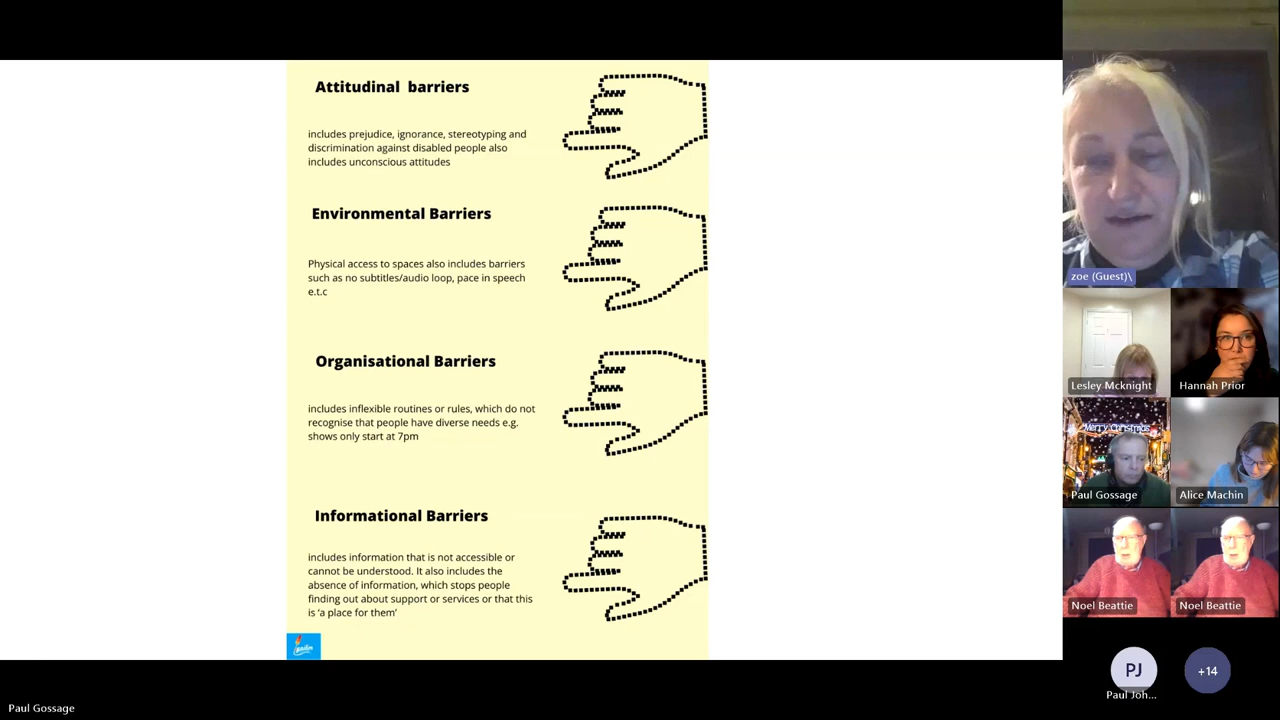 Attitudinal barriers
includes prejudice, ignorance, stereotyping and
discrimination against disabled people also
includes unconscious attitudes
Environmental Barriers
Physical access to spaces also includes barriers
such as no subtitles/audio loop, pace in speech
e.t.c
Organisational Barriers
includes inflexible routines or rules, which do not
recognise that people have diverse needs e.g.
shows only start at 7pm
Informational Barriers
includes information that is not accessible or
cannot be understood. It also includes the
absence of information, which stops people
finding out about support or services or that this
is ‘a place for them’
zoe (Guest)\
Lesley Mcknight
Hannah Prior
Merry Christmas
Paul Gossage
Alice Machin
Noel Beattie
Noel Beattie
PJ
+14
Paul Joh...
Paul Gossage